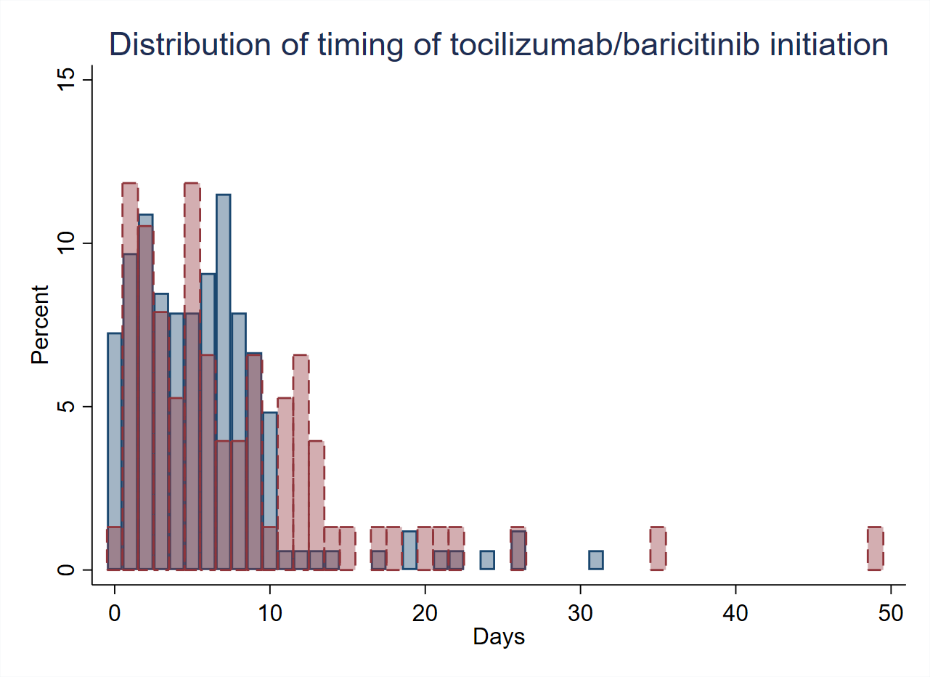 Distribution of timing of tocilizumab/baricitinib initiation
15
10
5
0
Percent
0 10 20 30 40 50
Days